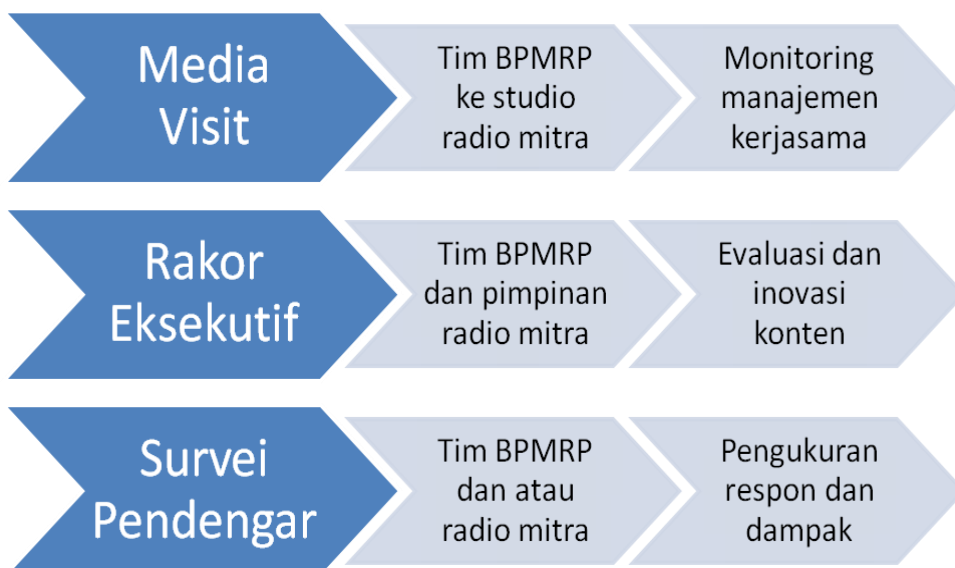 Media
Visit
Tim BPMRP
ke studio
radio mitra
Monitoring
manajemen
kerjasama
Rakor
Eksekutif
Tim BPMRP
dan pimpinan
radio mitra
Evaluasi dan
inovasi
konten
Survei
Pendengar
Tim BPMRP
dan atau
radio mitra
Pengukuran
respon dan
dampak